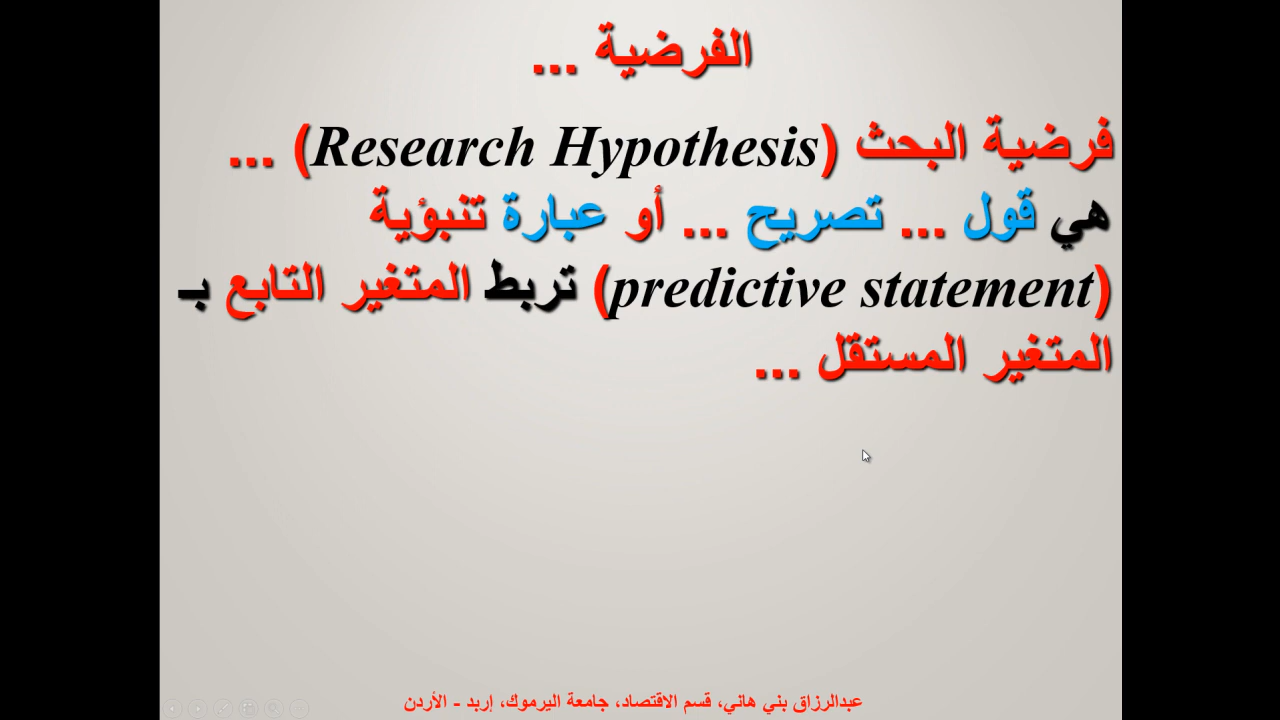 الفرضية ...
فرضية البحث (Research Hypothesis) ...
هي قول ... تصريح ... أو عبارة تنبؤية
(predictive statement) تربط المتغير التابع بـ
المتغير المستقل ...
عبدالرزاق بني هاني، قسم الاقتصاد، جامعة اليرموك، إربد - الأردن